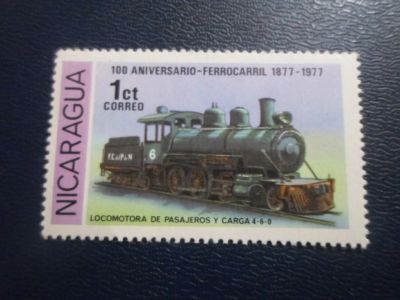 NICARAGUA
100 ANIVERSARIO-FERROCARRIL 1877-1977
1ct
CORREO
6
LOCOMOTORA DE PASAJEROS Y CARGA 4-6-0